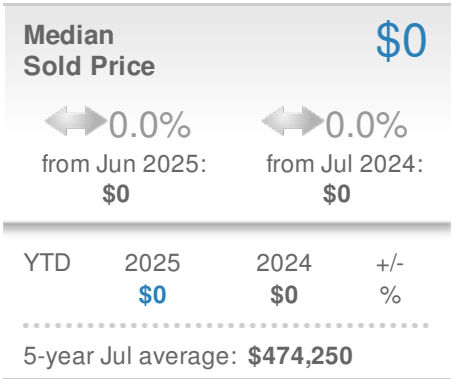 Median $0
Sold Price
0.0% 0.0%
from Jun 2025: from Jul 2024:
$0 $0
YTD 2025 2024 +/-
$0 $0 %
5-year Jul average: $474,250